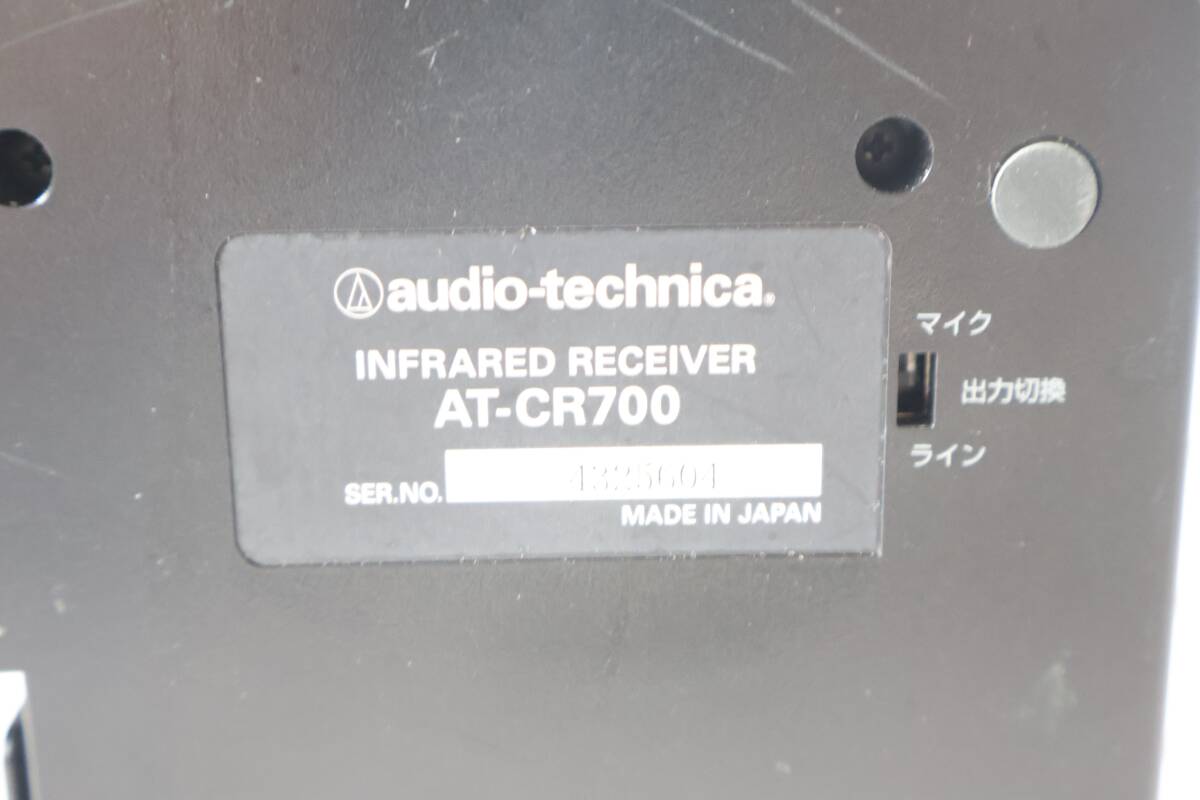 audio-technica®
INFRARED RECEIVER
AT-CR700
SER.NO. 4325604
MADE IN JAPAN
マイク
出力切換
ライン